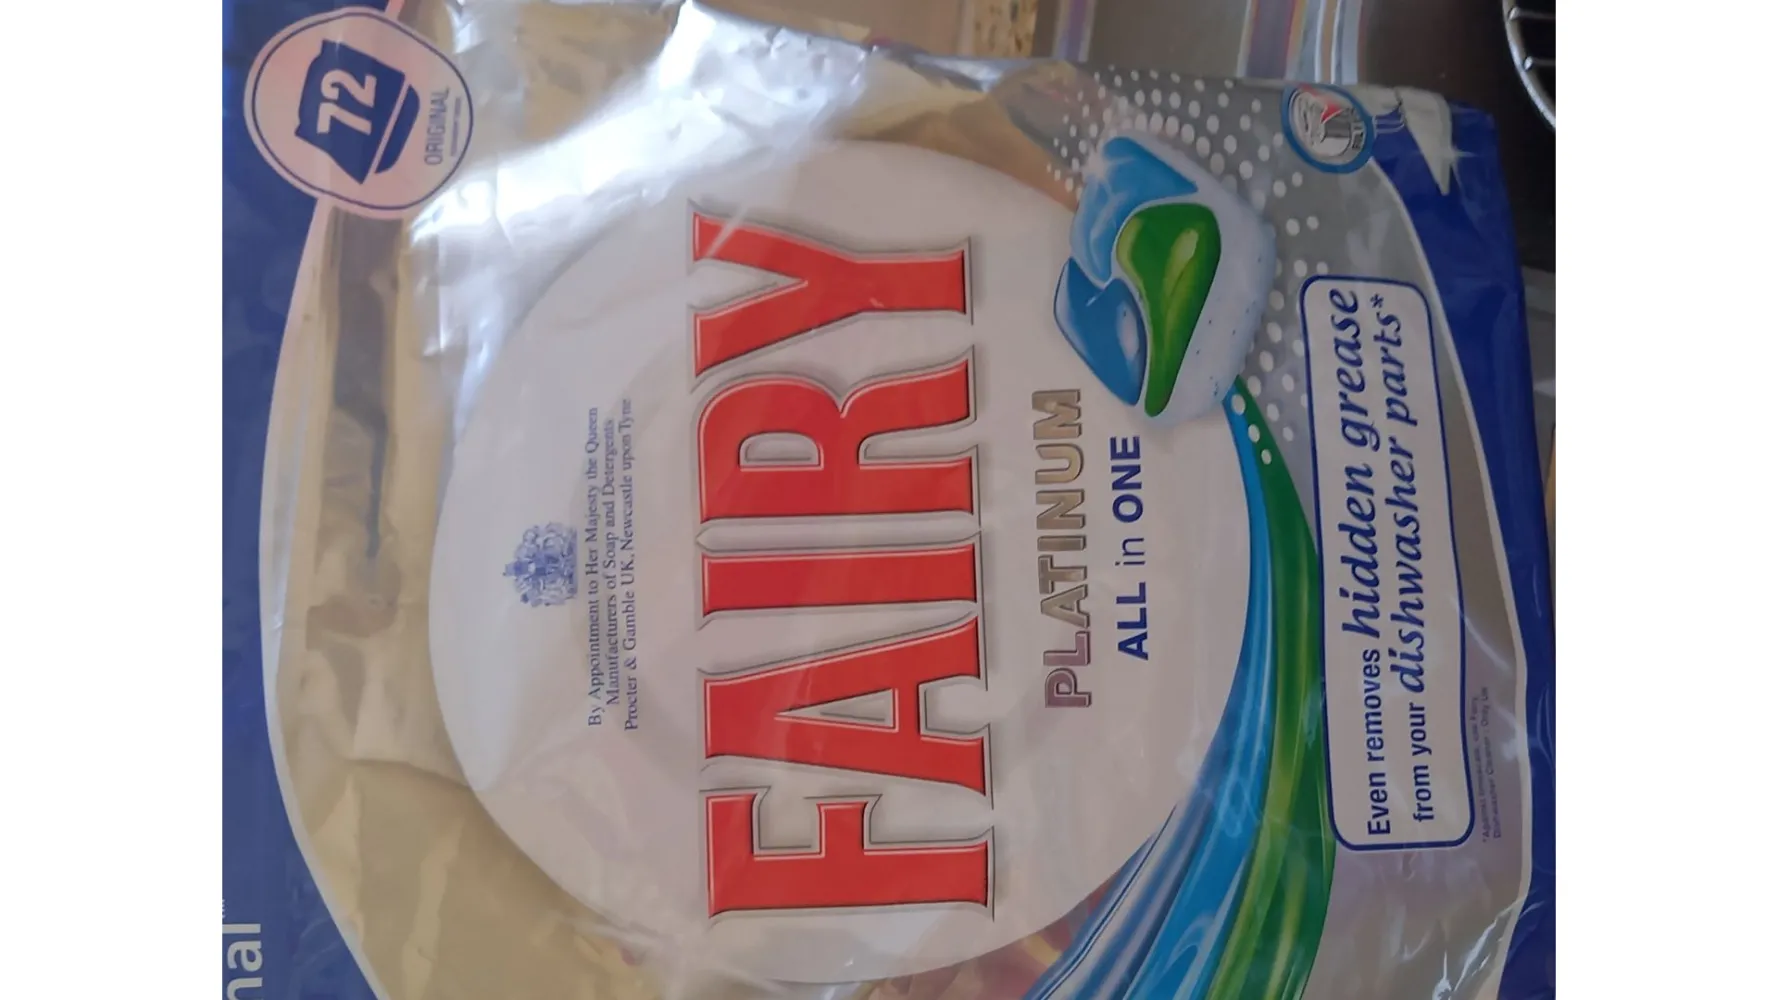 72
ORIGINAL
By Appointment to Her Majesty the Queen
Manufacturers of Soap and Detergents
Procter & Gamble UK, Newcastle upon Tyne
FAIRY
PLATINUM
ALL in ONE
Even removes hidden grease
from your dishwasher parts*
nal